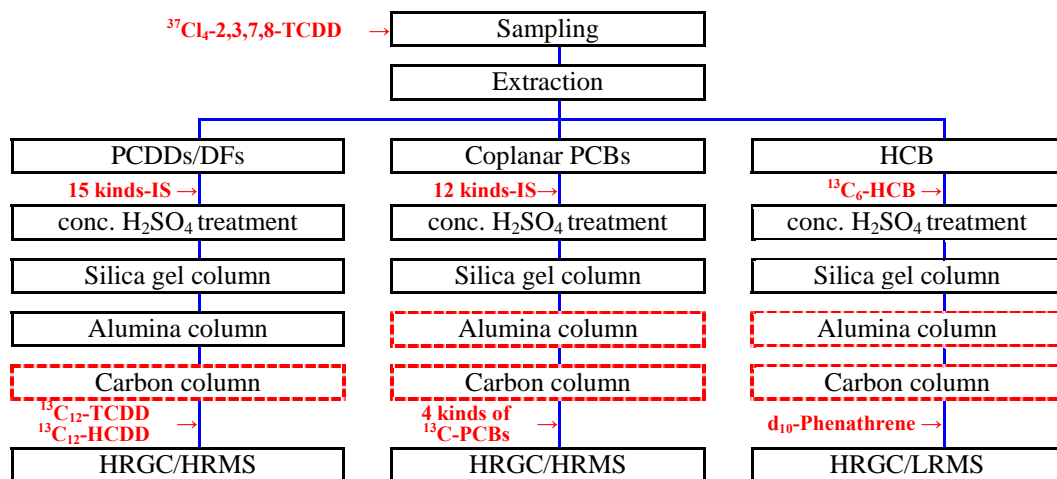 ³⁷Cl₄-2,3,7,8-TCDD →
Sampling
Extraction
PCDDs/DFs
Coplanar PCBs
HCB
15 kinds-IS →
12 kinds-IS →
¹³C₆-HCB →
conc. H₂SO₄ treatment
conc. H₂SO₄ treatment
conc. H₂SO₄ treatment
Silica gel column
Silica gel column
Silica gel column
Alumina column
Alumina column
Alumina column
Carbon column
Carbon column
Carbon column
¹³C₁₂-TCDD
¹³C₁₂-HCDD →
4 kinds of
¹³C-PCBs →
d₁₀-Phenathrene →
HRGC/HRMS
HRGC/HRMS
HRGC/LRMS